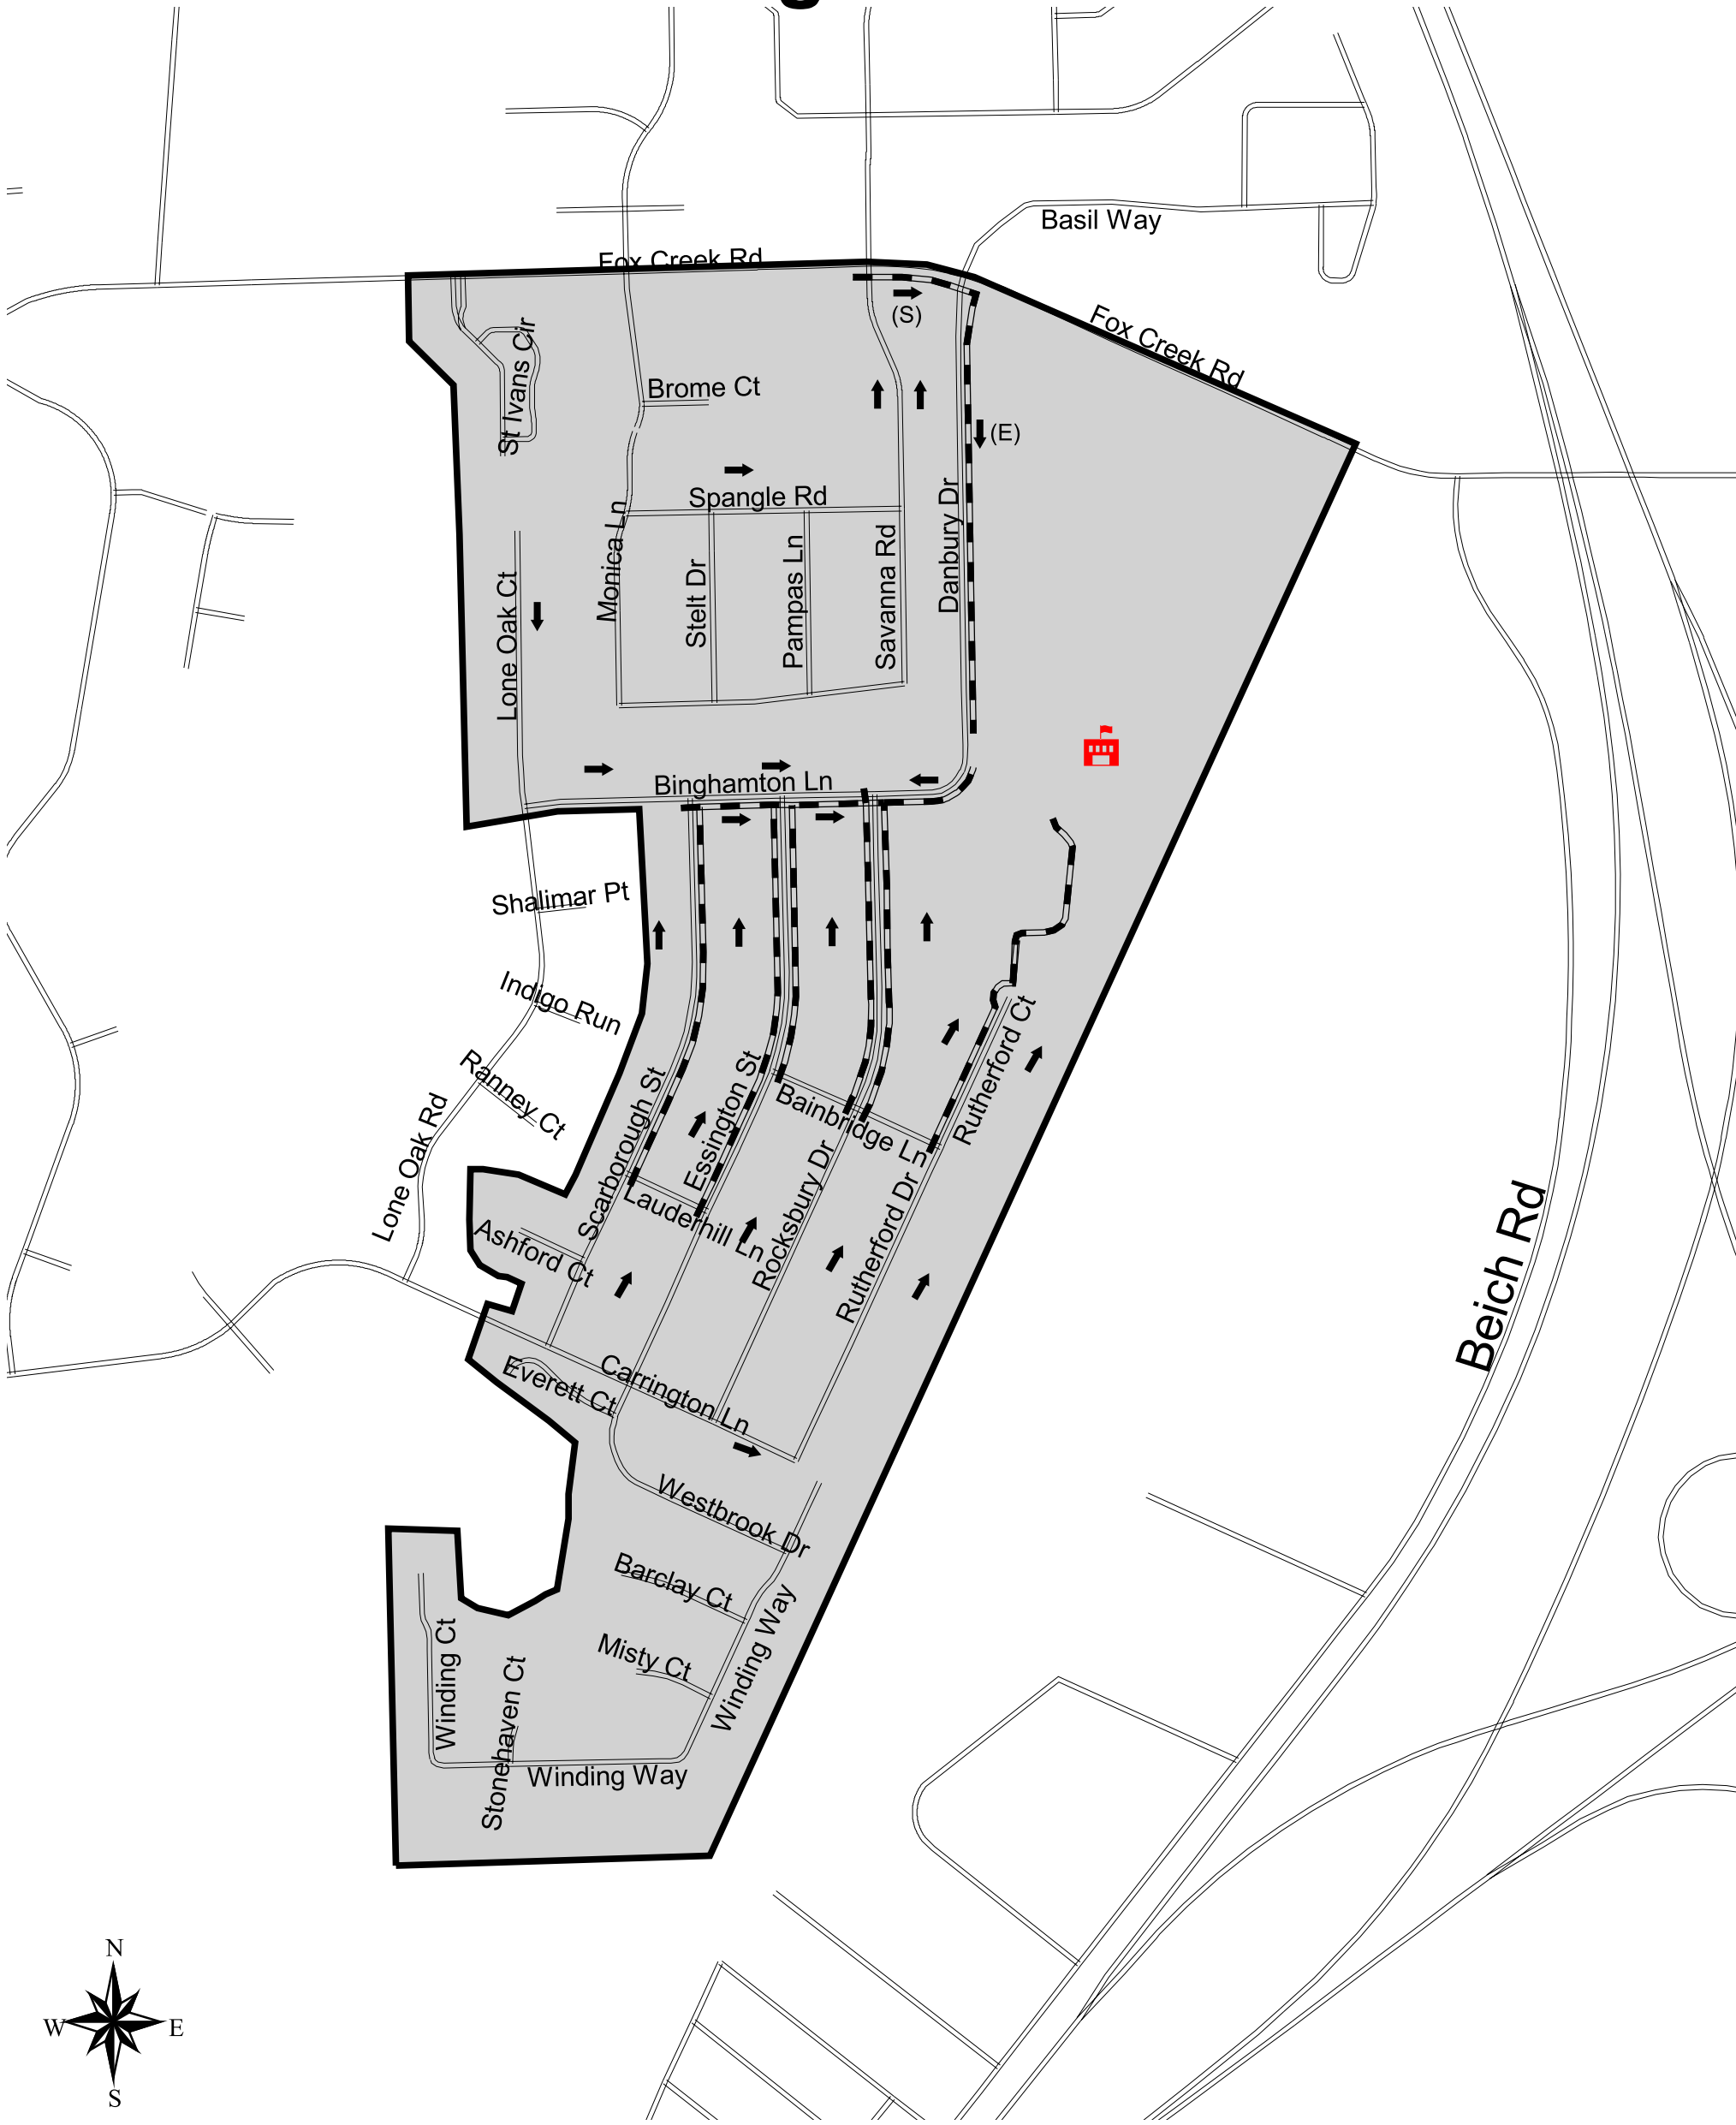 Basil Way
Fox Creek Rd
Fox Creek Rd
(S)
St Ivans Cir
Brome Ct
(E)
Spangle Rd
Monica Ln
Stelt Dr
Pampas Ln
Savanna Rd
Danbury Dr
Lone Oak Ct
Binghamton Ln
Shalimar Pt
Indigo Run
Ranney Ct
Lone Oak Rd
Scarborough St
Essington St
Bainbridge Ln
Rutherford Ct
Lauderhill Ln
Rocksbury Dr
Rutherford Dr
Ashford Ct
Beich Rd
Everett Ct
Carrington Ln
Westbrook Dr
Barclay Ct
Misty Ct
Winding Way
Winding Ct
Stonehaven Ct
Winding Way
N
W
E
S